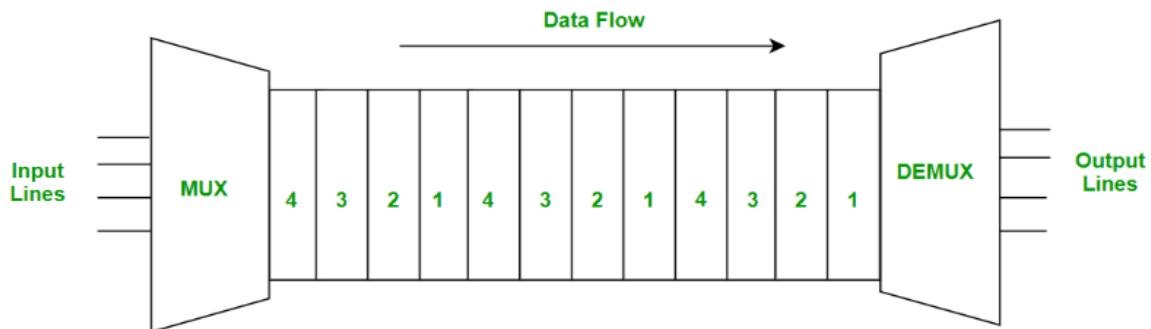 Data Flow
Input
Lines
MUX
4 3 2 1 4 3 2 1 4 3 2 1
DEMUX
Output
Lines